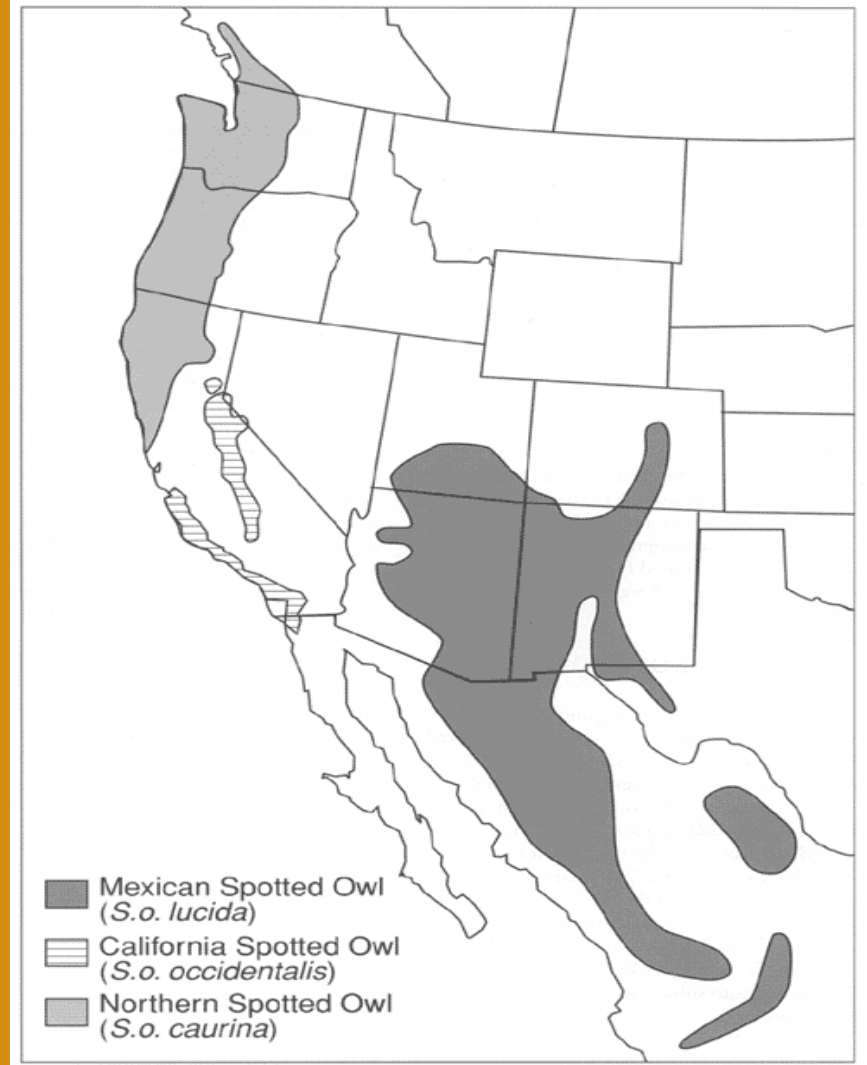 Mexican Spotted Owl
(S.o. lucida)
California Spotted Owl
(S.o. occidentalis)
Northern Spotted Owl
(S.o. caurina)